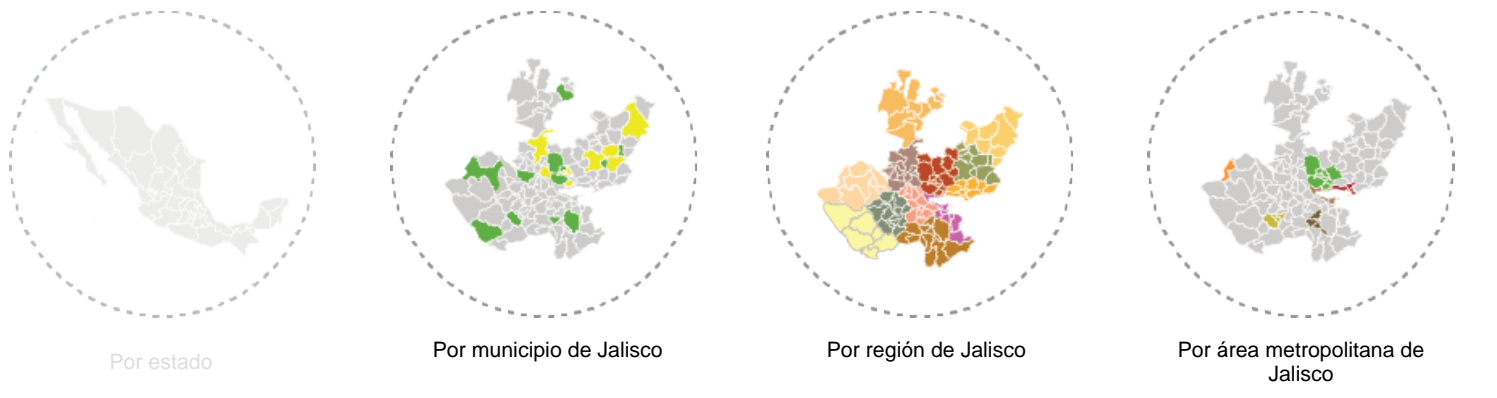 Por estado
Por municipio de Jalisco
Por región de Jalisco
Por área metropolitana de
Jalisco